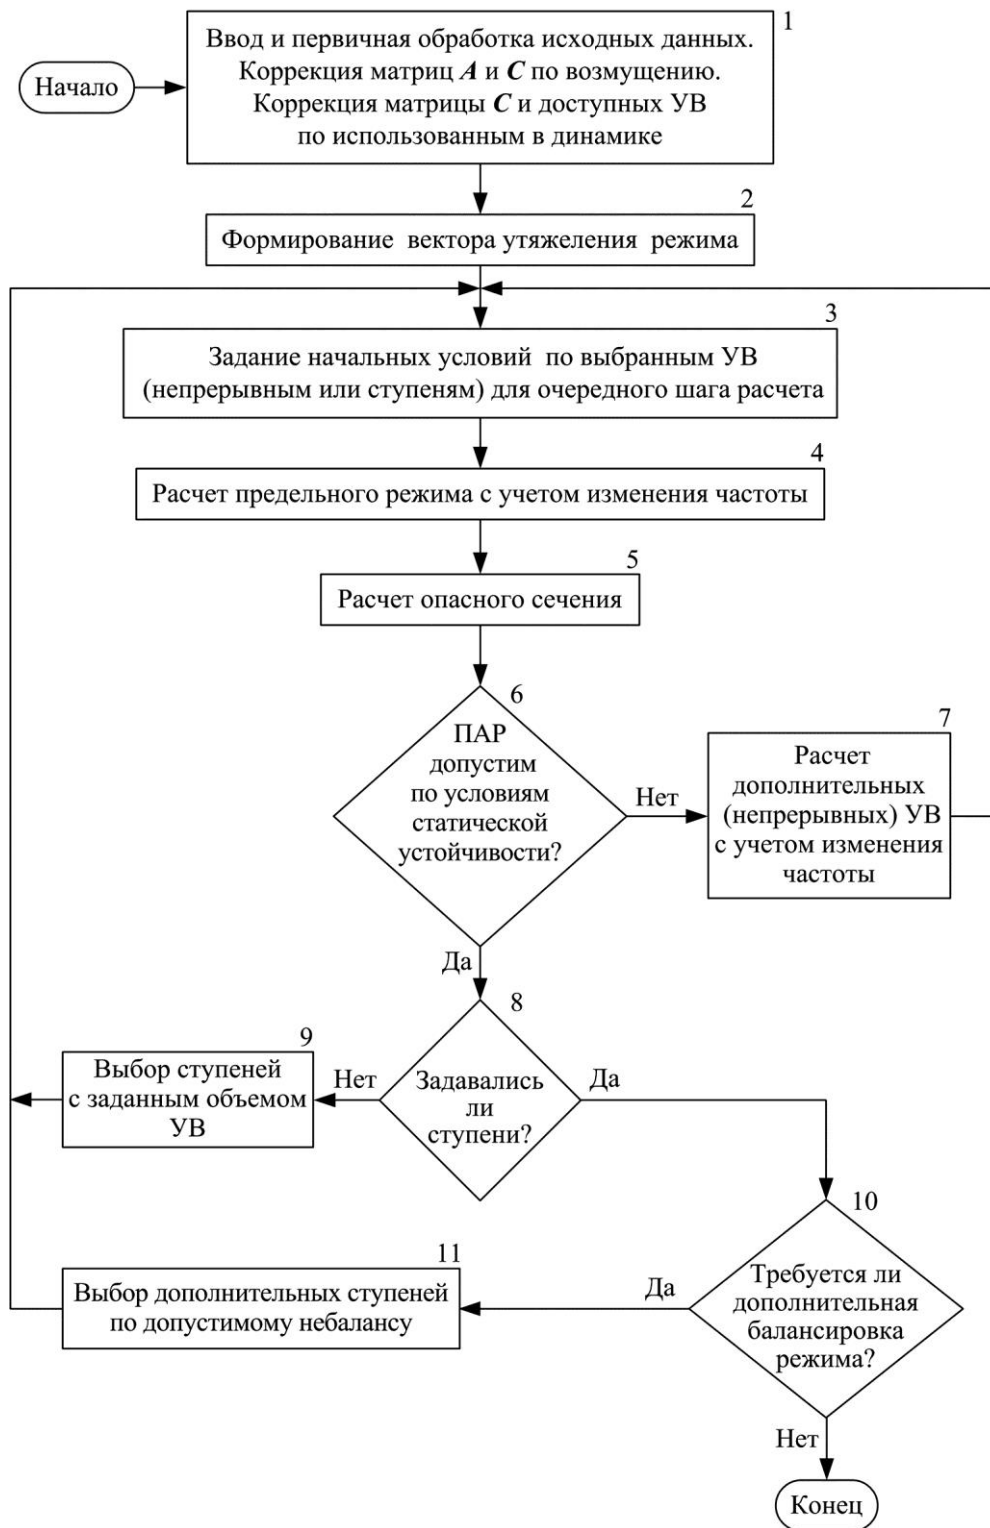 1
Ввод и первичная обработка исходных данных.
Коррекция матриц A и C по возмущению.
Коррекция матрицы C и доступных УВ
по использованным в динамике
Начало
2
Формирование вектора утяжеления режима
3
Задание начальных условий по выбранным УВ
(непрерывным или ступеням) для очередного шага расчета
4
Расчет предельного режима с учетом изменения частоты
5
Расчет опасного сечения
6
ПАР
допустим
по условиям
статической
устойчивости?
Нет
7
Расчет
дополнительных
(непрерывных) УВ
с учетом изменения
частоты
Да
8
Задавались
ли
ступени?
Нет
9
Выбор ступеней
с заданным объемом
УВ
Да
10
Требуется ли
дополнительная
балансировка
режима?
Да
11
Выбор дополнительных ступеней
по допустимому небалансу
Нет
Конец